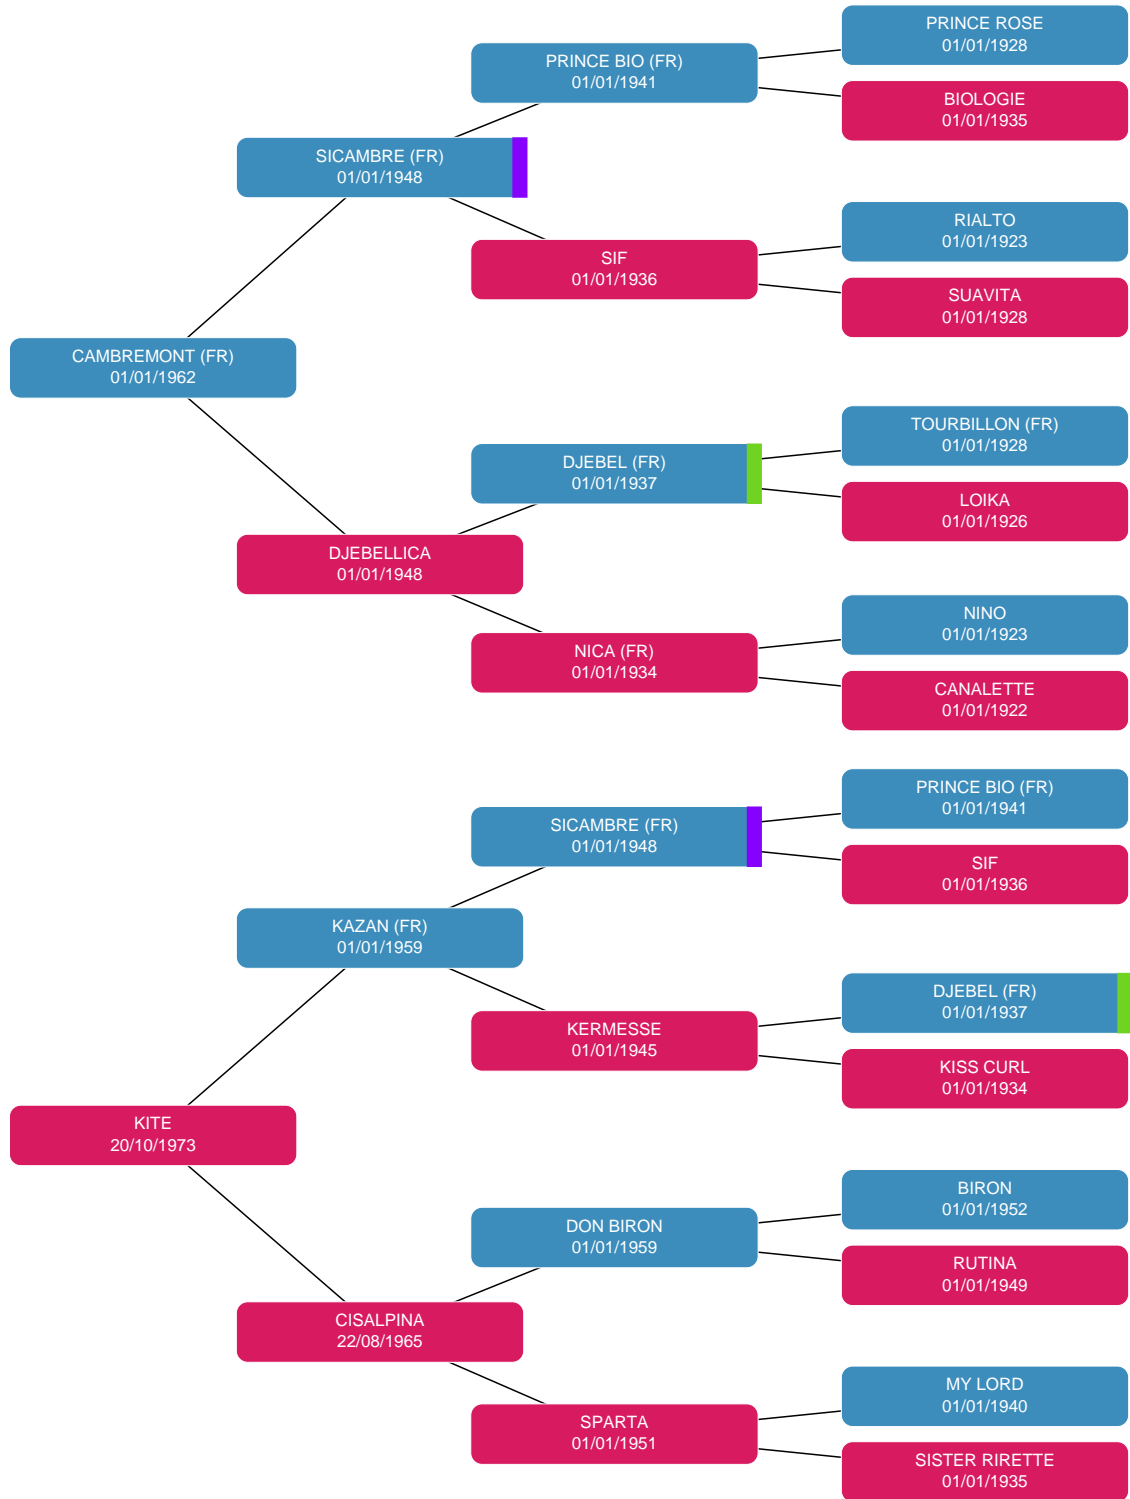 PRINCE ROSE
01/01/1928
PRINCE BIO (FR)
01/01/1941
BIOLOGIE
01/01/1935
SICAMBRE (FR)
01/01/1948
RIALTO
01/01/1923
SIF
01/01/1936
SUAVITA
01/01/1928
CAMBREMONT (FR)
01/01/1962
TOURBILLON (FR)
01/01/1928
DJEBEL (FR)
01/01/1937
LOIKA
01/01/1926
DJEBELLICA
01/01/1948
NINO
01/01/1923
NICA (FR)
01/01/1934
CANALETTE
01/01/1922
PRINCE BIO (FR)
01/01/1941
SICAMBRE (FR)
01/01/1948
SIF
01/01/1936
KAZAN (FR)
01/01/1959
DJEBEL (FR)
01/01/1937
KERMESSE
01/01/1945
KISS CURL
01/01/1934
KITE
20/10/1973
BIRON
01/01/1952
DON BIRON
01/01/1959
RUTINA
01/01/1949
CISALPINA
22/08/1965
MY LORD
01/01/1940
SPARTA
01/01/1951
SISTER RIRETTE
01/01/1935